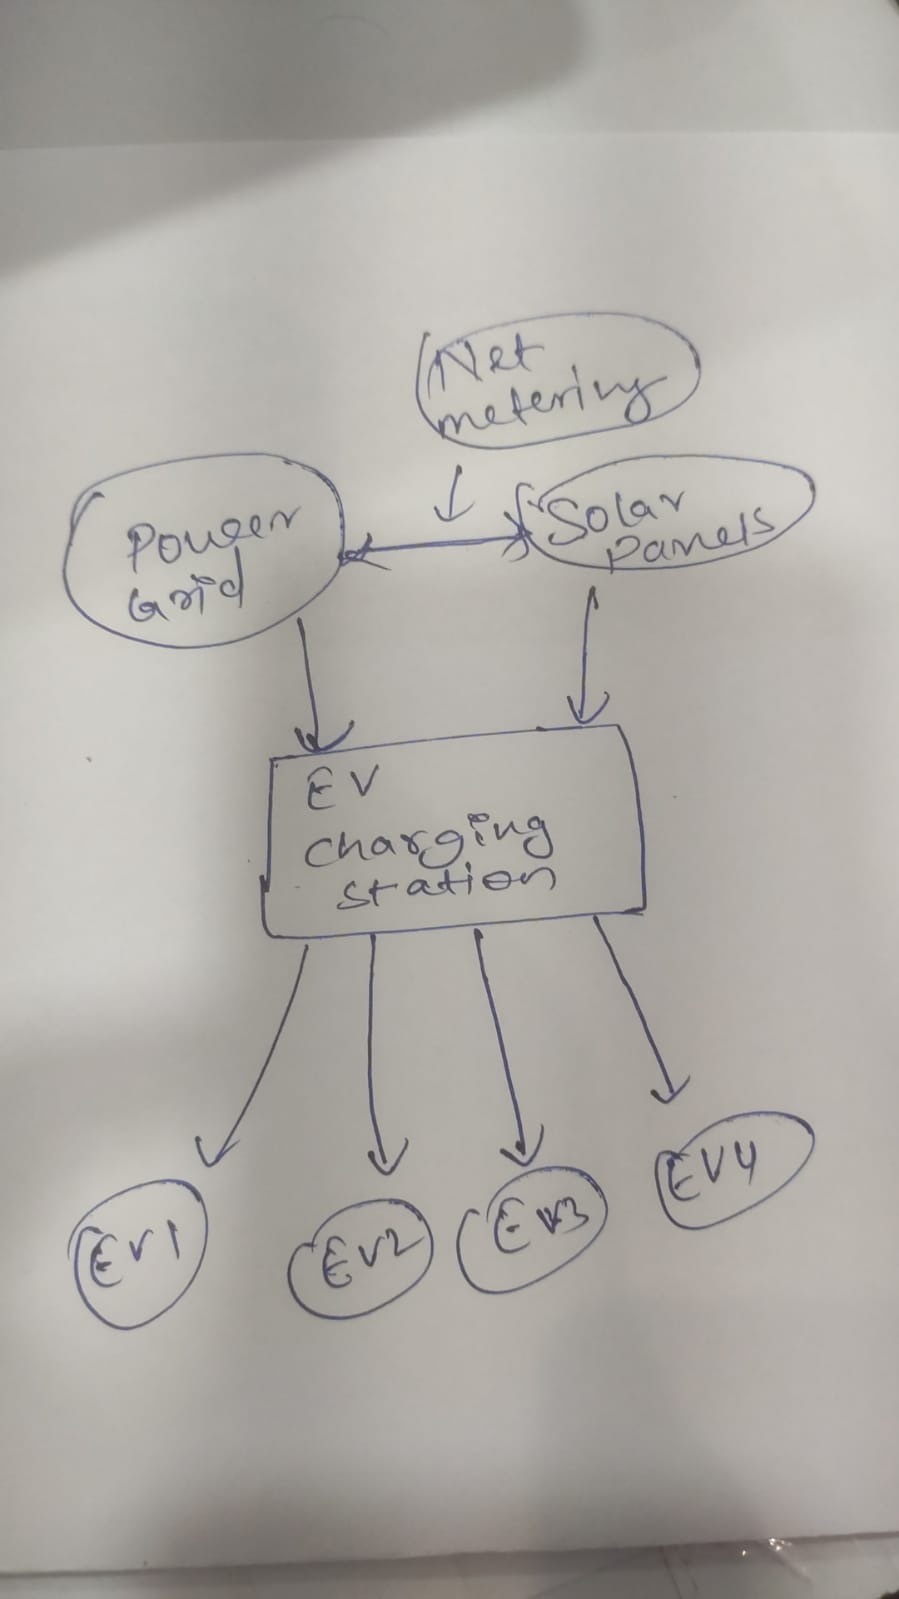 Net
metering
Power
Grid
Solar
Panels
EV
charging
station
EV1
EV2
EV3
EV4